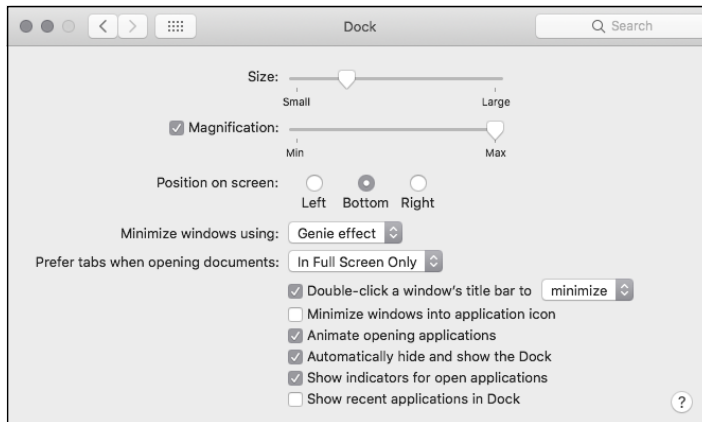 Dock
Search
Size:
Small Large
Magnification:
Min Max
Position on screen:
Left Bottom Right
Minimize windows using: Genie effect
Prefer tabs when opening documents: In Full Screen Only
Double-click a window's title bar to minimize
Minimize windows into application icon
Animate opening applications
Automatically hide and show the Dock
Show indicators for open applications
Show recent applications in Dock
?